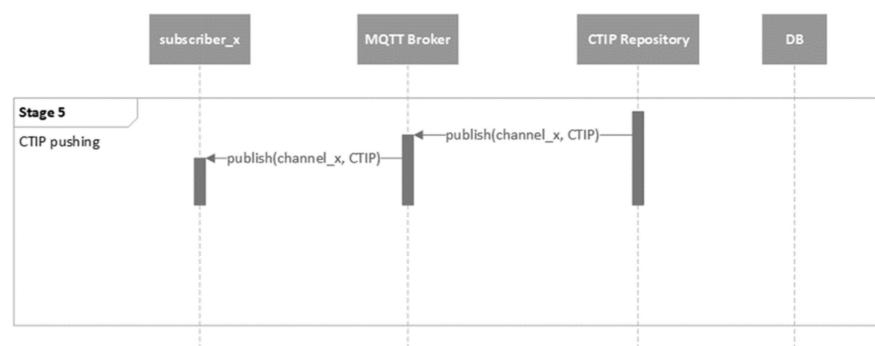 subscriber_x
MQTT Broker
CTIP Repository
DB
Stage 5
CTIP pushing
publish(channel_x, CTIP)
publish(channel_x, CTIP)